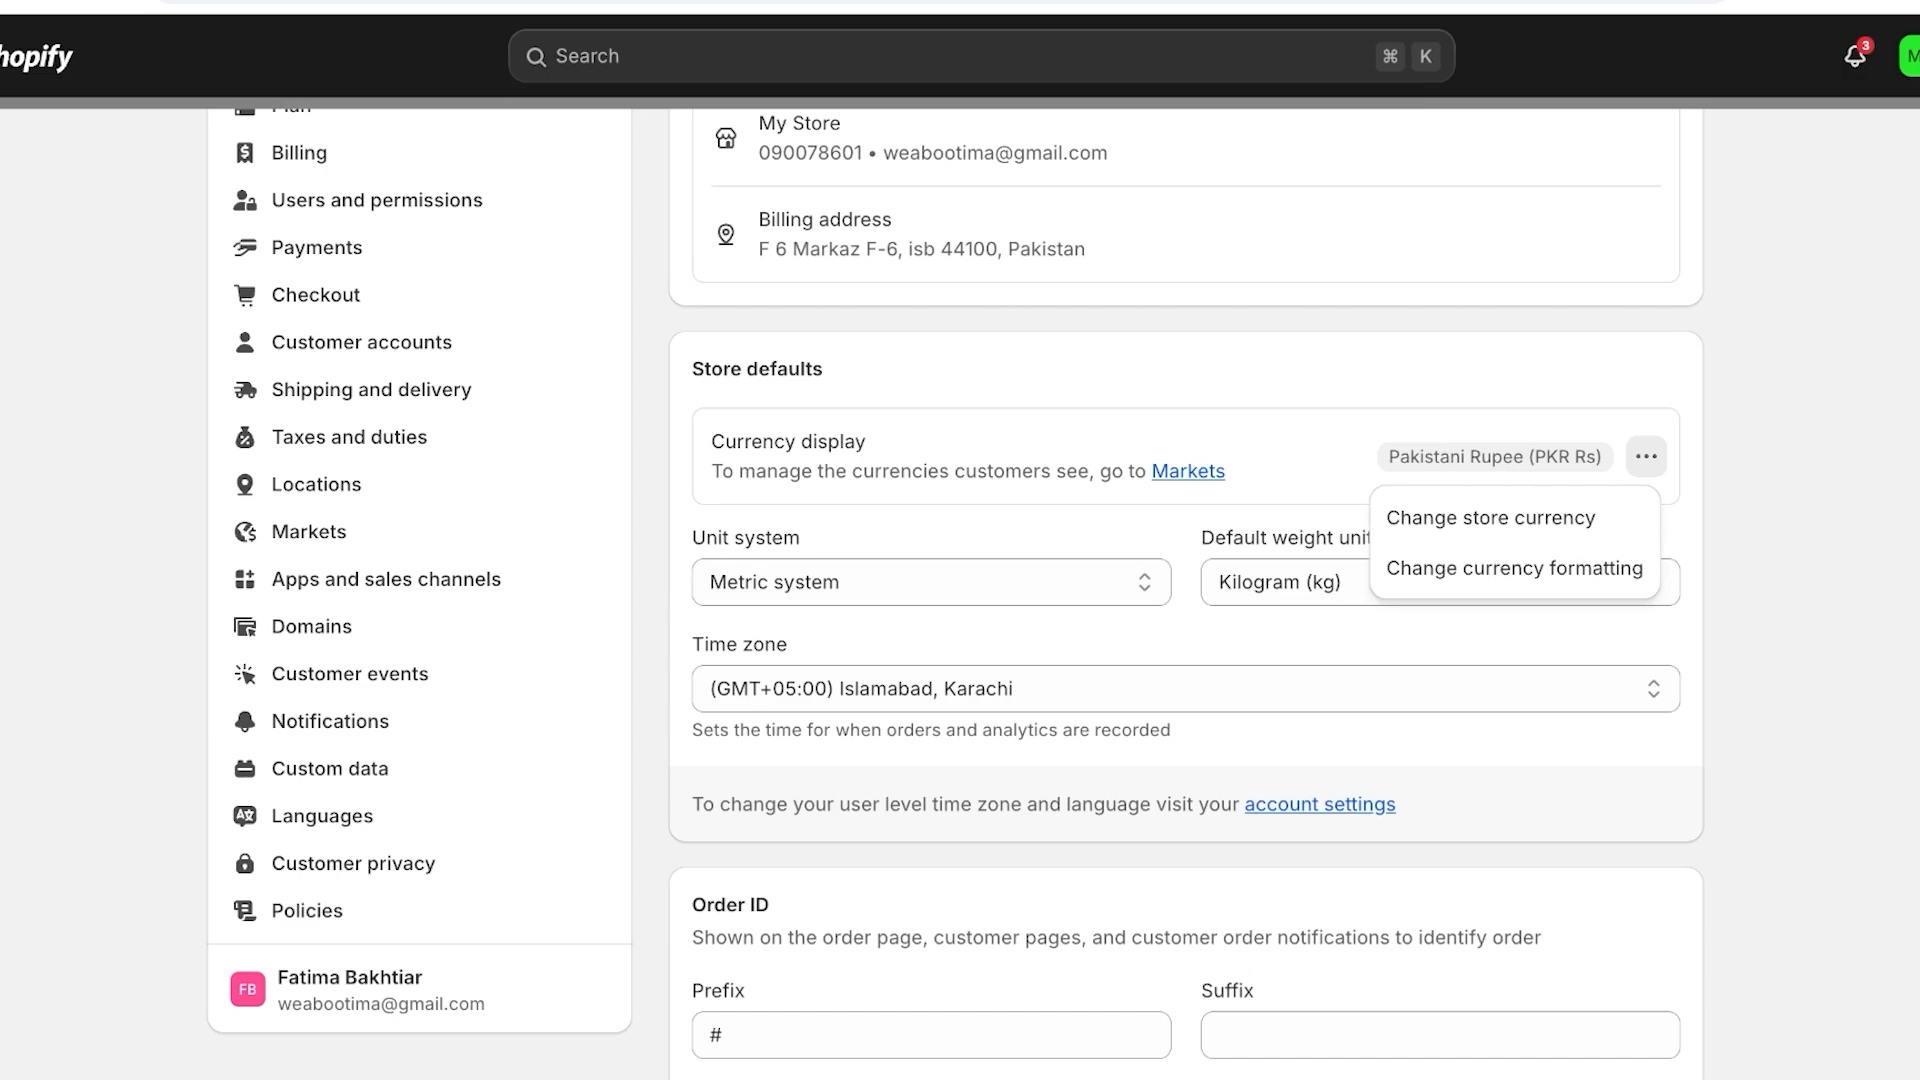 hopify
Search
⌘ K
3
M
Plan
Billing
Users and permissions
Payments
Checkout
Customer accounts
Shipping and delivery
Taxes and duties
Locations
Markets
Apps and sales channels
Domains
Customer events
Notifications
Custom data
Languages
Customer privacy
Policies
FB
Fatima Bakhtiar
weabootima@gmail.com
My Store
090078601 • weabootima@gmail.com
Billing address
F 6 Markaz F-6, isb 44100, Pakistan
Store defaults
Currency display
To manage the currencies customers see, go to Markets
Pakistani Rupee (PKR Rs)
Change store currency
Change currency formatting
Unit system
Metric system
Default weight unit
Kilogram (kg)
Time zone
(GMT+05:00) Islamabad, Karachi
Sets the time for when orders and analytics are recorded
To change your user level time zone and language visit your account settings
Order ID
Shown on the order page, customer pages, and customer order notifications to identify order
Prefix
#
Suffix